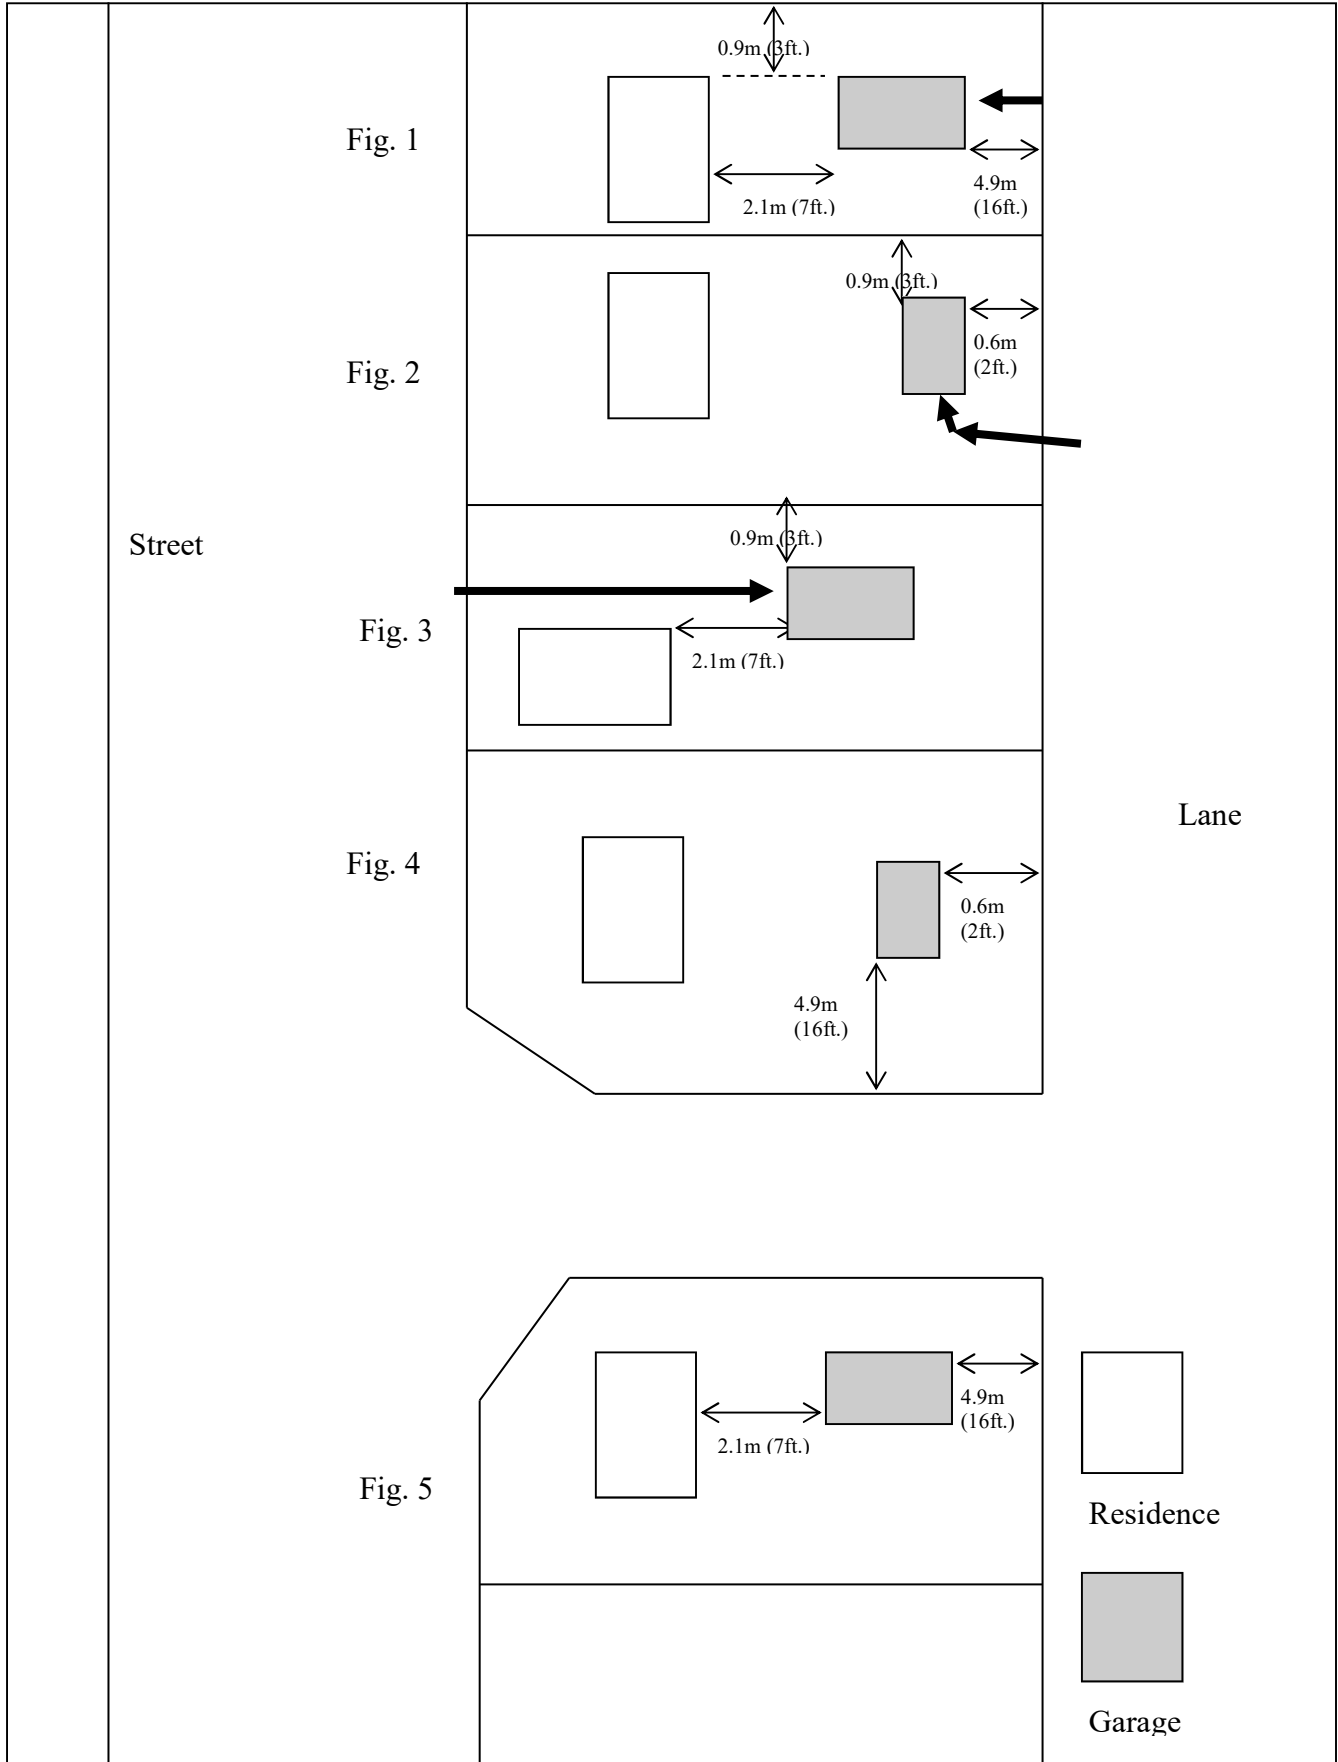 0.9m (3ft.)
Fig. 1
4.9m
(16ft.)
2.1m (7ft.)
0.9m (3ft.)
0.6m
(2ft.)
Fig. 2
Street
0.9m (3ft.)
Fig. 3
2.1m (7ft.)
Lane
Fig. 4
0.6m
(2ft.)
4.9m
(16ft.)
4.9m
(16ft.)
2.1m (7ft.)
Fig. 5
Residence
Garage